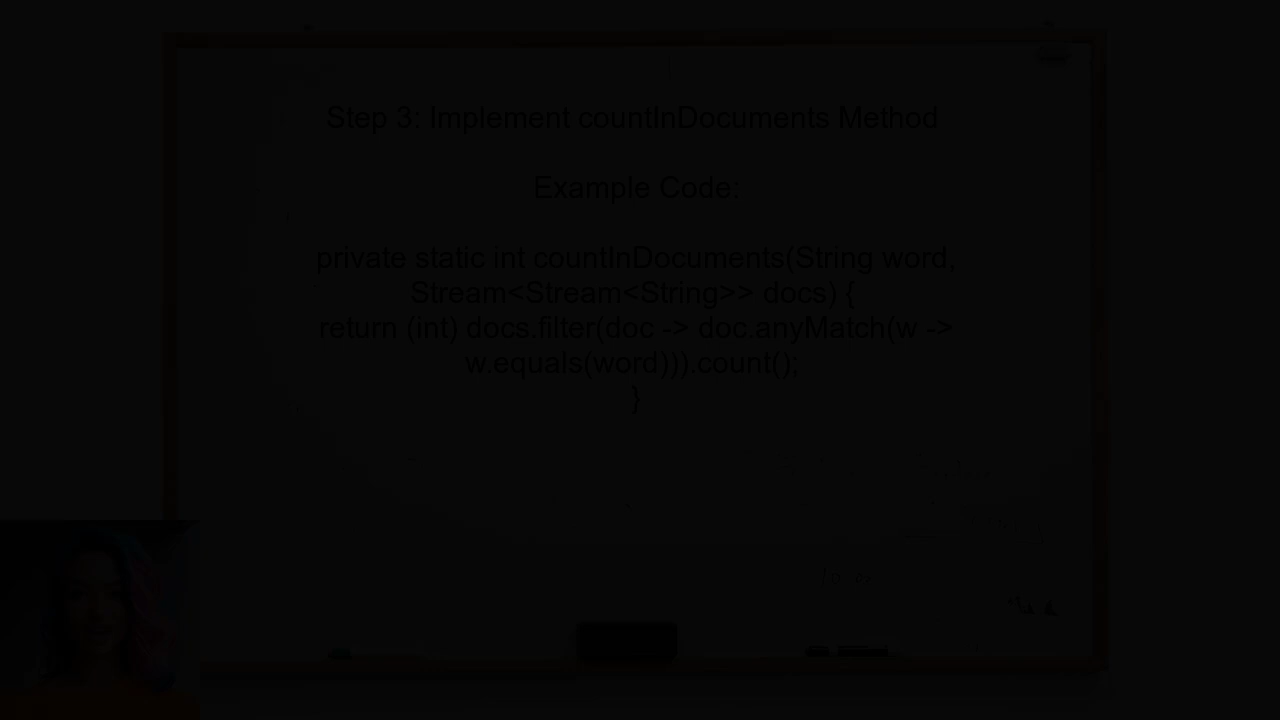 Step 3: Implement countInDocuments Method
Example Code:
private static int countInDocuments(String word,
Stream<Stream<String>> docs) {
return (int) docs.filter(doc -> doc.anyMatch(w ->
w.equals(word))).count();
}